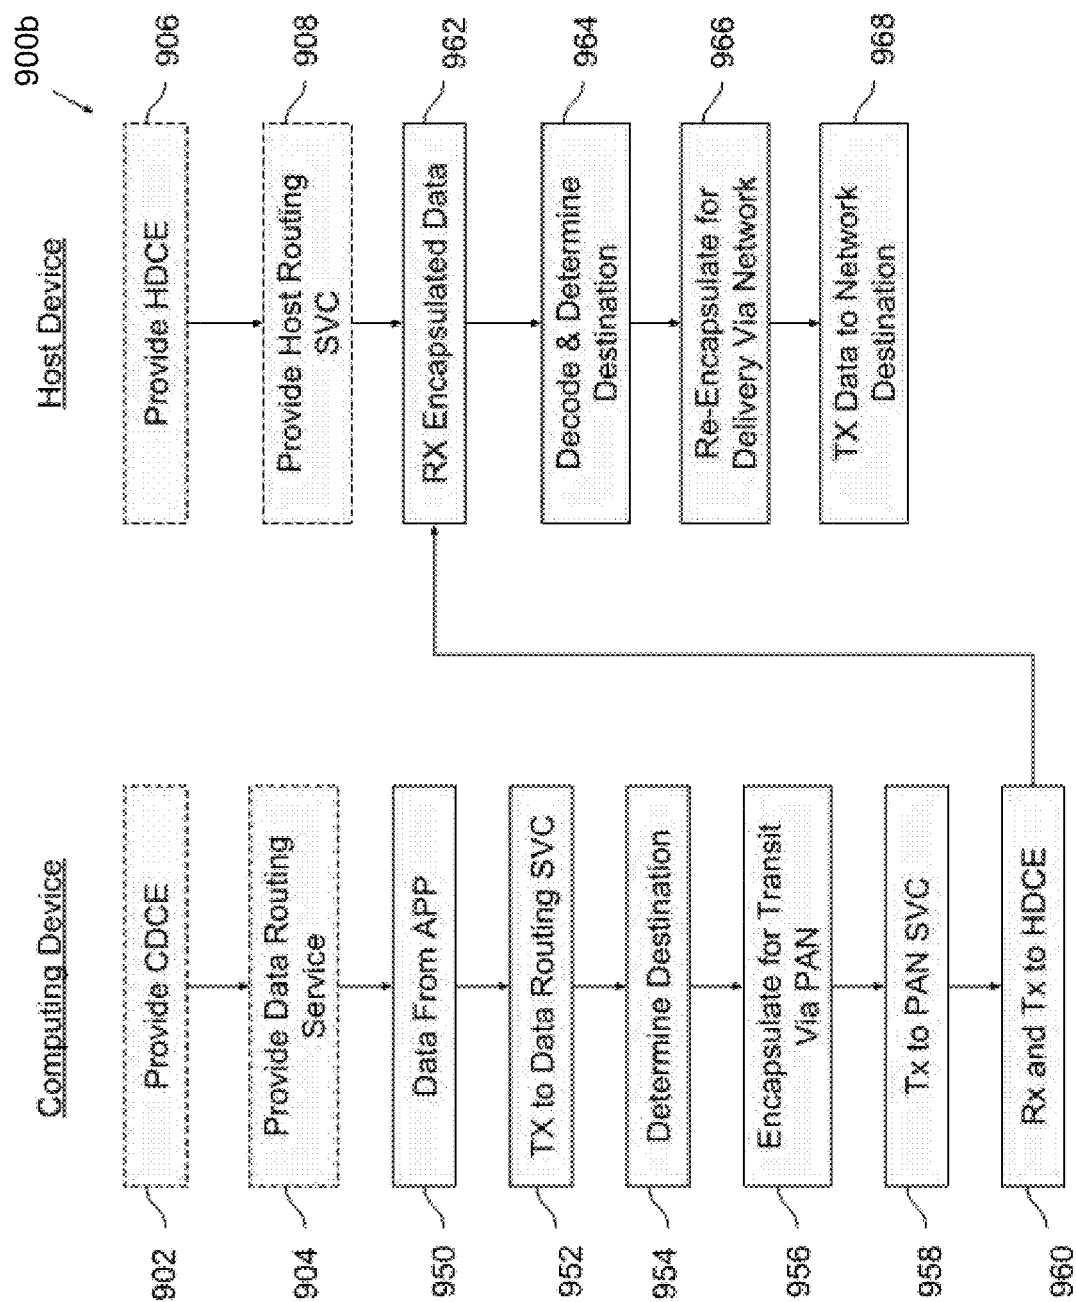 900b
Computing Device
902
Provide CDCE
904
Provide Data Routing
Service
950
Data From APP
952
TX to Data Routing SVC
954
Determine Destination
956
Encapsulate for Transit
Via PAN
958
Tx to PAN SVC
960
Rx and Tx to HDCE
Host Device
Provide HDCE
906
Provide Host Routing
SVC
908
RX Encapsulated Data
962
Decode & Determine
Destination
964
Re-Encapsulate for
Delivery Via Network
966
TX Data to Network
Destination
968